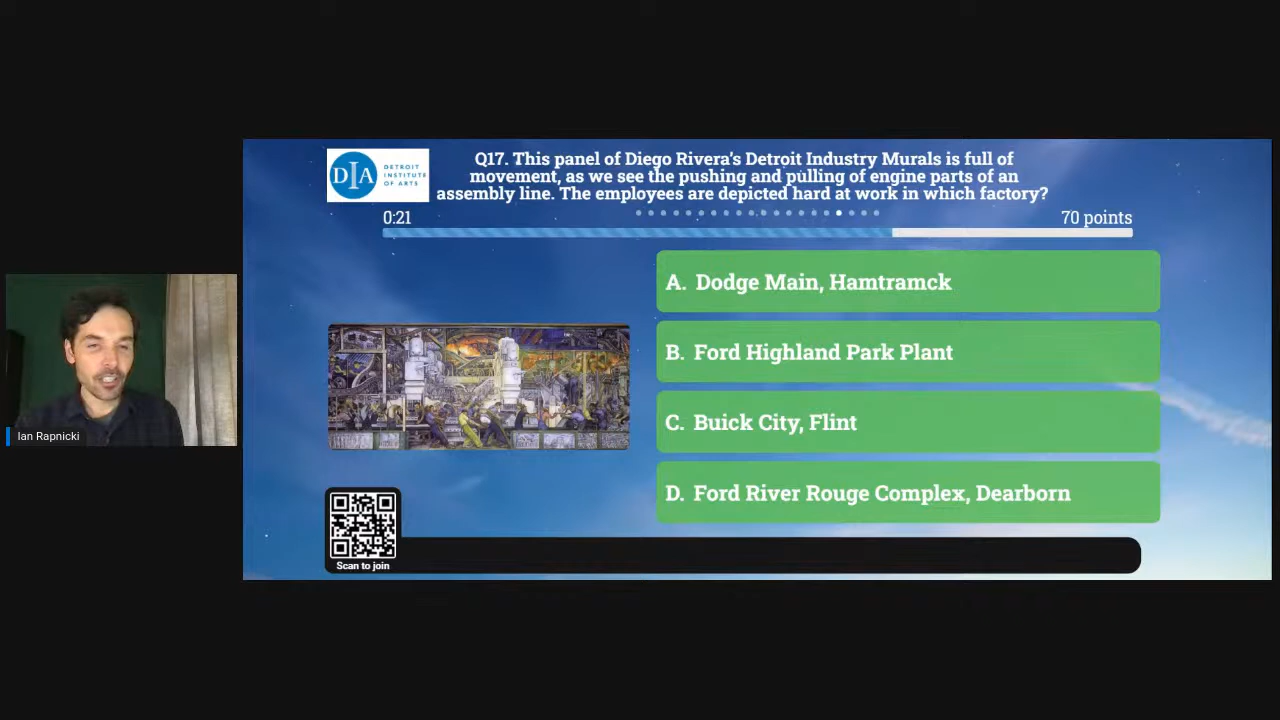 DIA
DETROIT
INSTITUTE
OF ARTS
Q17. This panel of Diego Rivera's Detroit Industry Murals is full of
movement, as we see the pushing and pulling of engine parts of an
assembly line. The employees are depicted hard at work in which factory?
0:21
70 points
A. Dodge Main, Hamtramck
B. Ford Highland Park Plant
C. Buick City, Flint
D. Ford River Rouge Complex, Dearborn
Ian Rapnicki
Scan to join